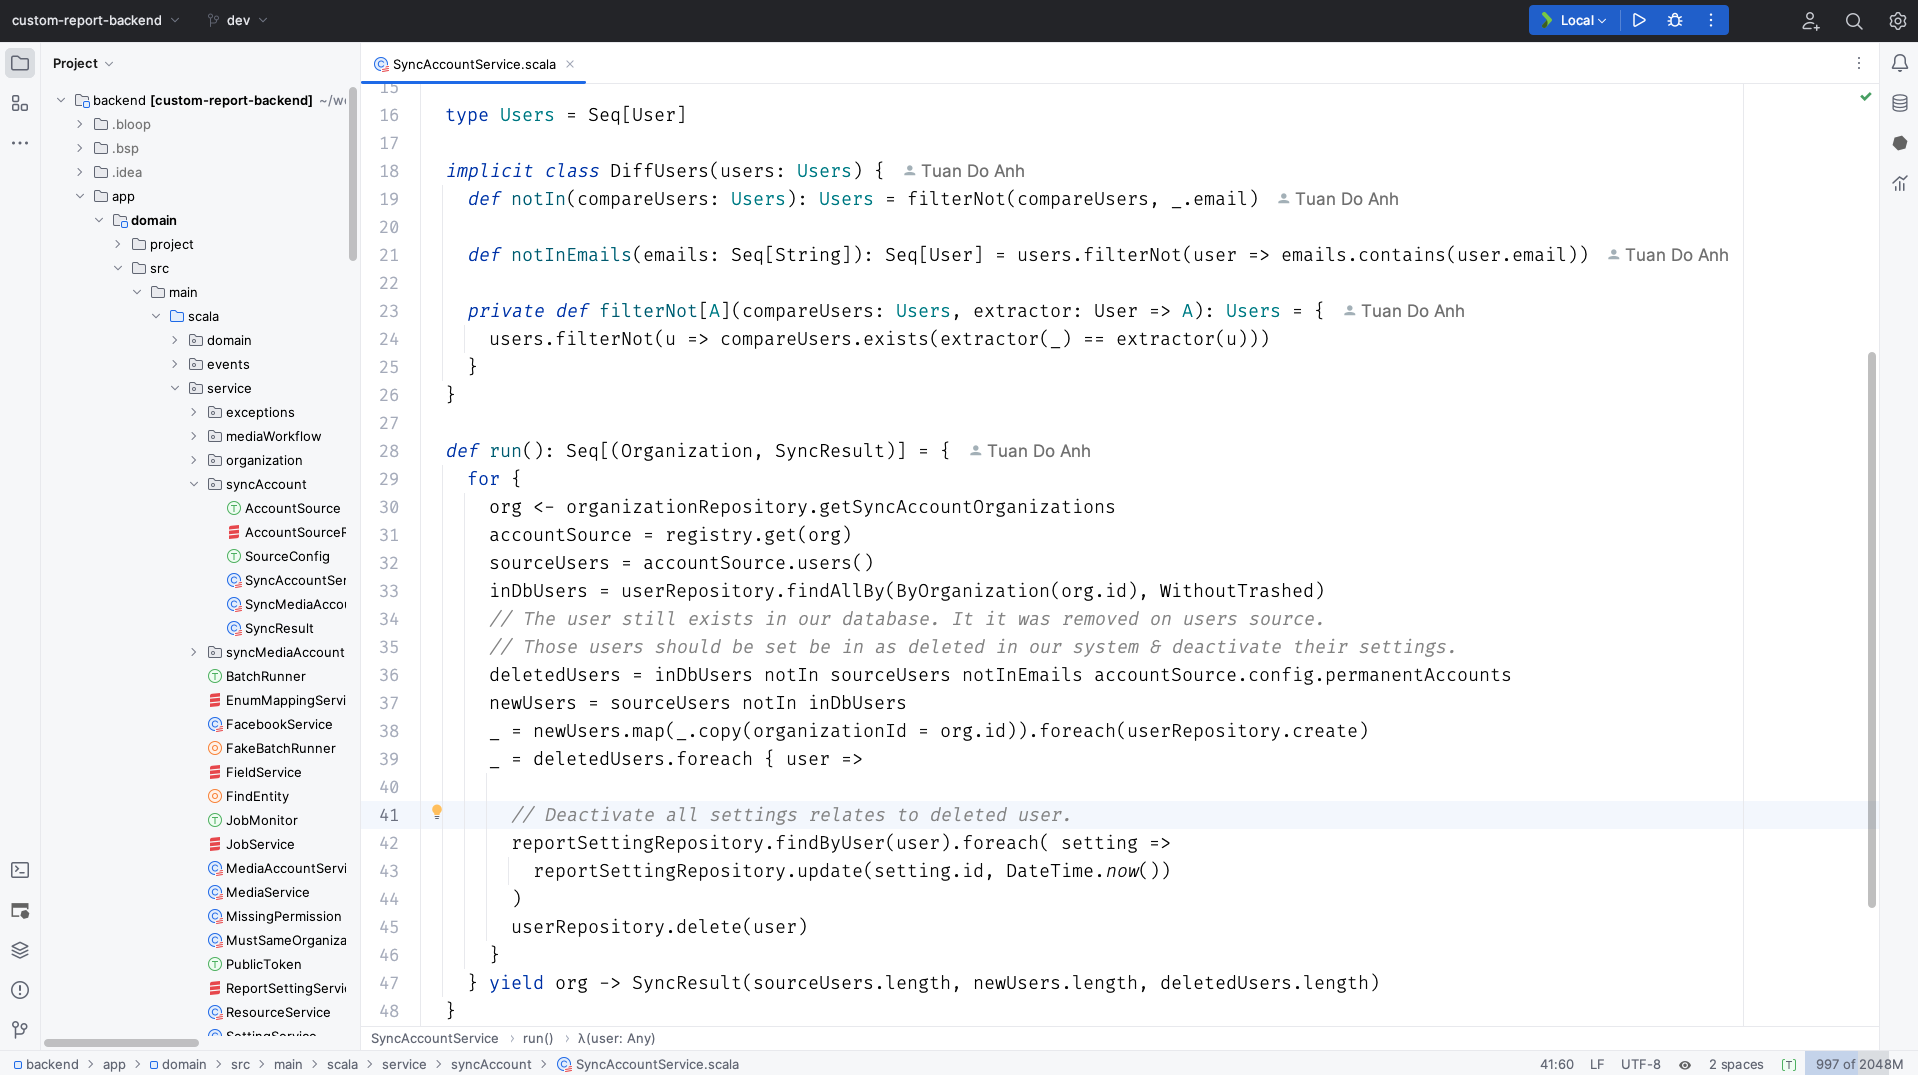 custom-report-backend dev Local
Project
SyncAccountService.scala
backend [custom-report-backend]
.bloop
.bsp
.idea
app
domain
project
src
main
scala
domain
events
service
exceptions
mediaWorkflow
organization
syncAccount
AccountSource
AccountSourceF
SourceConfig
SyncAccountSer
SyncMediaAccou
SyncResult
syncMediaAccount
BatchRunner
EnumMappingServi
FacebookService
FakeBatchRunner
FieldService
FindEntity
JobMonitor
JobService
MediaAccountServi
MediaService
MissingPermission
MustSameOrganiza
PublicToken
ReportSettingServi
ResourceService
SettingService
15
16 type Users = Seq[User]
17
18 implicit class DiffUsers(users: Users) { Tuan Do Anh
19 def notIn(compareUsers: Users): Users = filterNot(compareUsers, _.email) Tuan Do Anh
20
21 def notInEmails(emails: Seq[String]): Seq[User] = users.filterNot(user => emails.contains(user.email)) Tuan Do Anh
22
23 private def filterNot[A](compareUsers: Users, extractor: User => A): Users = { Tuan Do Anh
24 users.filterNot(u => compareUsers.exists(extractor(_) == extractor(u)))
25 }
26 }
27
28 def run(): Seq[(Organization, SyncResult)] = { Tuan Do Anh
29 for {
30 org <- organizationRepository.getSyncAccountOrganizations
31 accountSource = registry.get(org)
32 sourceUsers = accountSource.users()
33 inDbUsers = userRepository.findAllBy(ByOrganization(org.id), WithoutTrashed)
34 // The user still exists in our database. It it was removed on users source.
35 // Those users should be set be in as deleted in our system & deactivate their settings.
36 deletedUsers = inDbUsers notIn sourceUsers notInEmails accountSource.config.permanentAccounts
37 newUsers = sourceUsers notIn inDbUsers
38 _ = newUsers.map(_.copy(organizationId = org.id)).foreach(userRepository.create)
39 _ = deletedUsers.foreach { user =>
40
41 // Deactivate all settings relates to deleted user.
42 reportSettingRepository.findByUser(user).foreach( setting =>
43 reportSettingRepository.update(setting.id, DateTime.now())
44 )
45 userRepository.delete(user)
46 }
47 } yield org -> SyncResult(sourceUsers.length, newUsers.length, deletedUsers.length)
48 }
SyncAccountService run() λ(user: Any)
backend app domain src main scala service syncAccount SyncAccountService.scala 41:60 LF UTF-8 2 spaces [T] 997 of 2048M